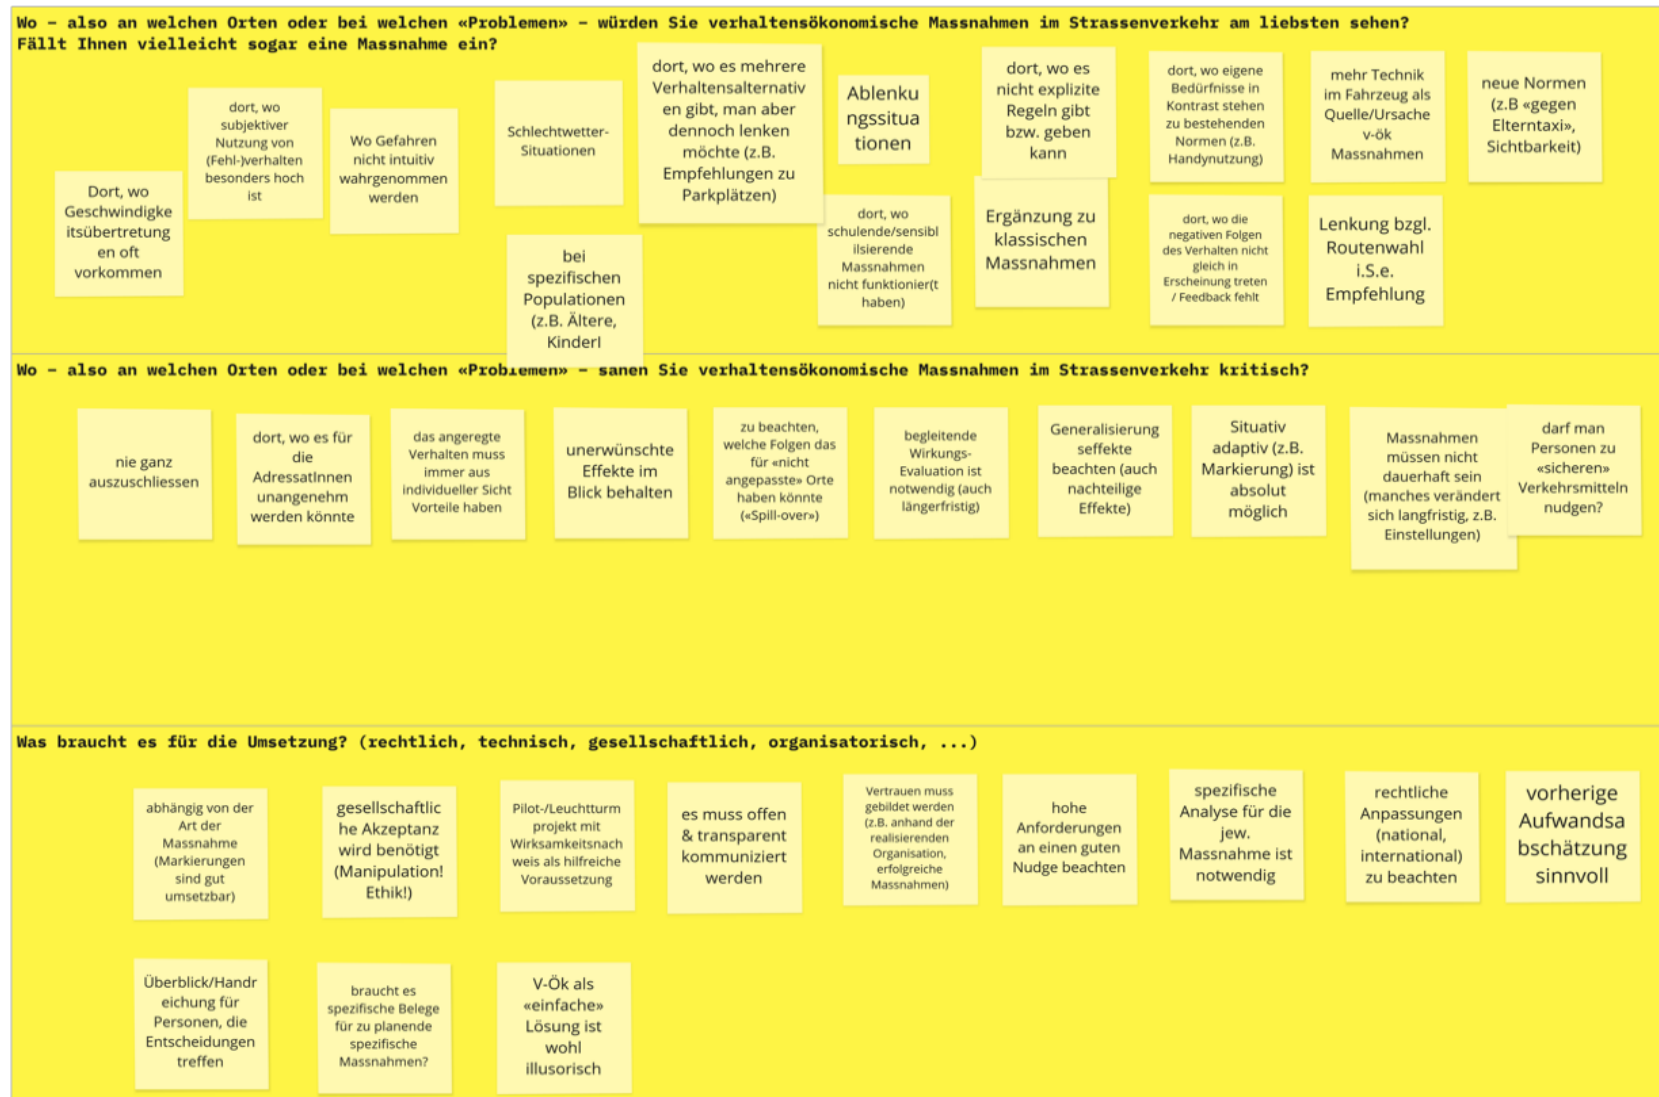 Wo – also an welchen Orten oder bei welchen «Problemen» – würden Sie verhaltensökonomische Massnahmen im Strassenverkehr am liebsten sehen?
Fällt Ihnen vielleicht sogar eine Massnahme ein?
Dort, wo
Geschwindigke
itsübertretung
en oft
vorkommen
dort, wo
subjektiver
Nutzung von
(Fehl-)verhalten
besonders hoch
ist
Wo Gefahren
nicht intuitiv
wahrgenommen
werden
Schlechtwetter-
Situationen
bei
spezifischen
Populationen
(z.B. Ältere,
KinderI
dort, wo es mehrere
Verhaltensalternativ
en gibt, man aber
dennoch lenken
möchte (z.B.
Empfehlungen zu
Parkplätzen)
Ablenku
ngssitua
tionen
dort, wo
schulende/sensibl
ilsierende
Massnahmen
nicht funktionier(t
haben)
dort, wo es
nicht explizite
Regeln gibt
bzw. geben
kann
Ergänzung zu
klassischen
Massnahmen
dort, wo eigene
Bedürfnisse in
Kontrast stehen
zu bestehenden
Normen (z.B.
Handynutzung)
dort, wo die
negativen Folgen
des Verhalten nicht
gleich in
Erscheinung treten
/ Feedback fehlt
mehr Technik
im Fahrzeug als
Quelle/Ursache
v-ök
Massnahmen
Lenkung bzgl.
Routenwahl
i.S.e.
Empfehlung
neue Normen
(z.B «gegen
Elterntaxi»,
Sichtbarkeit)
Wo – also an welchen Orten oder bei welchen «Problemen» – sähen Sie verhaltensökonomische Massnahmen im Strassenverkehr kritisch?
nie ganz
auszuschliessen
dort, wo es für
die
AdressatInnen
unangenehm
werden könnte
das angeregte
Verhalten muss
immer aus
individueller Sicht
Vorteile haben
unerwünschte
Effekte im
Blick behalten
zu beachten,
welche Folgen das
für «nicht
angepasste» Orte
haben könnte
(«Spill-over»)
begleitende
Wirkungs-
Evaluation ist
notwendig (auch
längerfristig)
Generalisierung
seffekte
beachten (auch
nachteilige
Effekte)
Situativ
adaptiv (z.B.
Markierung) ist
absolut
möglich
Massnahmen
müssen nicht
dauerhaft sein
(manches verändert
sich langfristig, z.B.
Einstellungen)
darf man
Personen zu
«sicheren»
Verkehrsmitteln
nudgen?
Was braucht es für die Umsetzung? (rechtlich, technisch, gesellschaftlich, organisatorisch, ...)
abhängig von der
Art der
Massnahme
(Markierungen
sind gut
umsetzbar)
gesellschaftlic
he Akzeptanz
wird benötigt
(Manipulation!
Ethik!)
Pilot-/Leuchtturm
projekt mit
Wirksamkeitsnach
weis als hilfreiche
Voraussetzung
es muss offen
& transparent
kommuniziert
werden
Vertrauen muss
gebildet werden
(z.B. anhand der
realisierenden
Organisation,
erfolgreiche
Massnahmen)
hohe
Anforderungen
an einen guten
Nudge beachten
spezifische
Analyse für die
jew.
Massnahme ist
notwendig
rechtliche
Anpassungen
(national,
international)
zu beachten
vorherige
Aufwandsa
bschätzung
sinnvoll
Überblick/Handr
eichung für
Personen, die
Entscheidungen
treffen
braucht es
spezifische Belege
für zu planende
spezifische
Massnahmen?
V-Ök als
«einfache»
Lösung ist
wohl
illusorisch